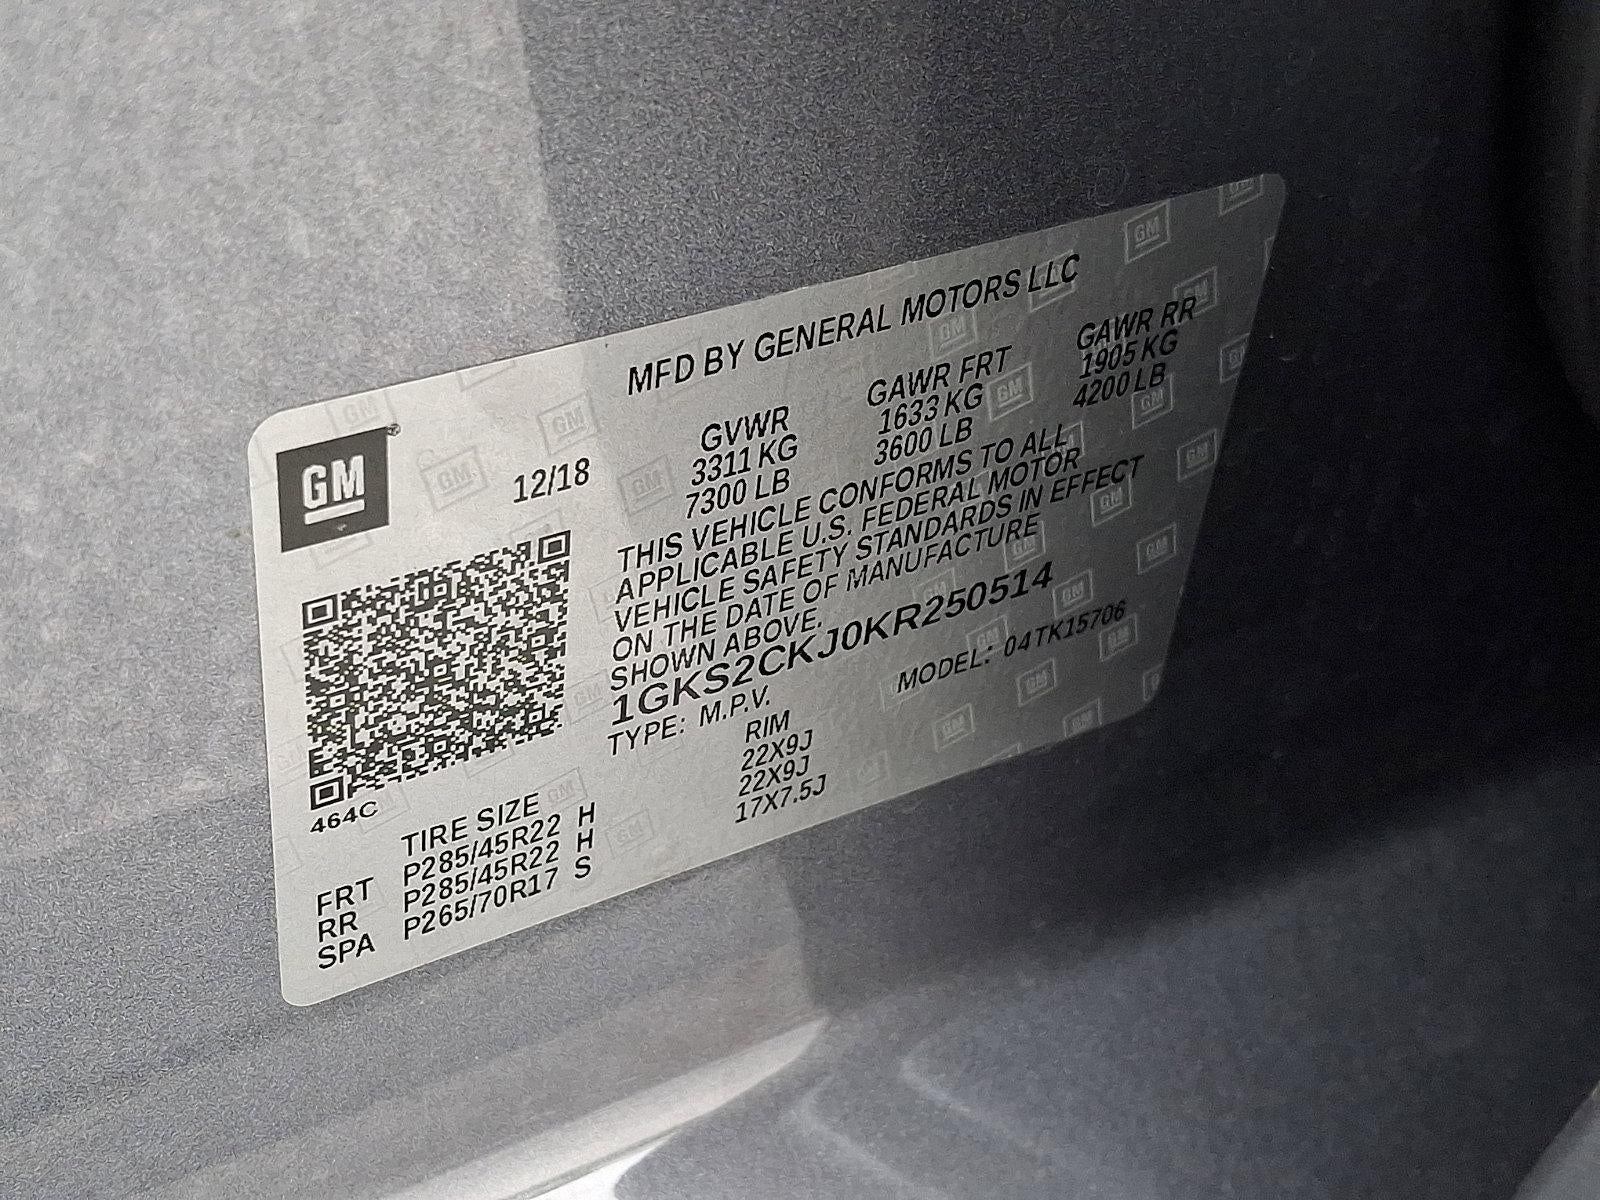 MFD BY GENERAL MOTORS LLC
GM
12/18
GVWR GAWR FRT GAWR RR
3311 KG 1633 KG 1905 KG
7300 LB 3600 LB 4200 LB
THIS VEHICLE CONFORMS TO ALL
APPLICABLE U.S. FEDERAL MOTOR
VEHICLE SAFETY STANDARDS IN EFFECT
ON THE DATE OF MANUFACTURE
SHOWN ABOVE.
1GKS2CKJ0KR250514
TYPE: M.P.V. MODEL: 04TK15706
464C
TIRE SIZE RIM
FRT P285/45R22 H 22X9J
RR P285/45R22 H 22X9J
SPA P265/70R17 S 17X7.5J